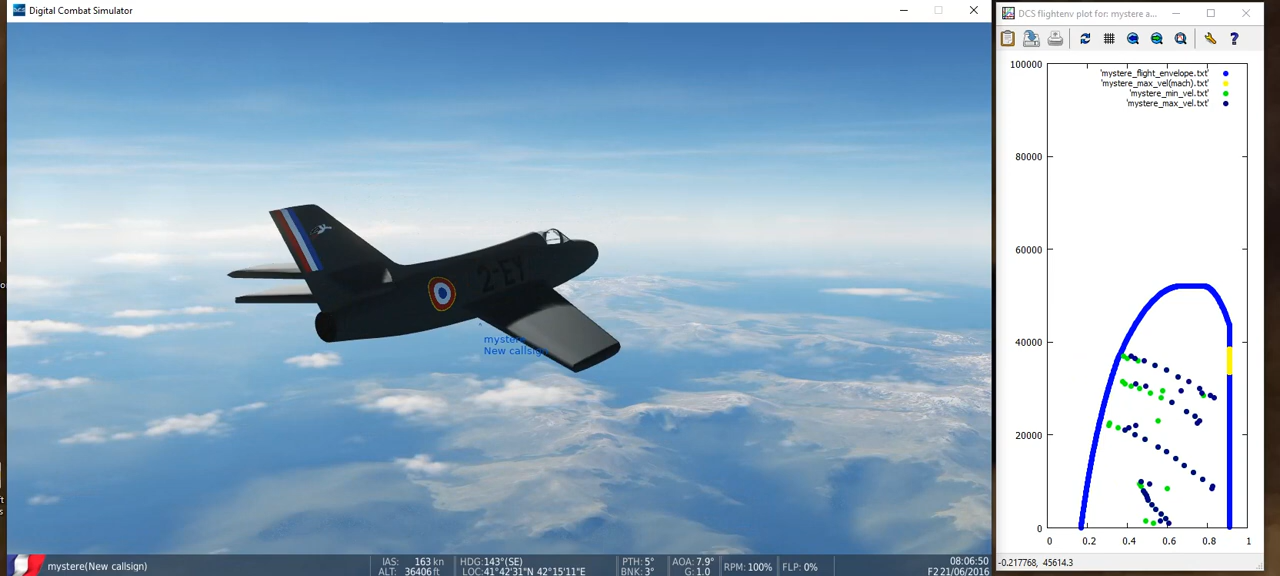 Digital Combat Simulator
DCS flightenv plot for: mystere a...
100000
80000
60000
40000
20000
0
'mystere_flight_envelope.txt'
'mystere_max_vel(mach).txt'
'mystere_min_vel.txt'
'mystere_max_vel.txt'
0 0.2 0.4 0.6 0.8 1
-0.217768, 45614.3
2-EY
mystere
New callsign
mystere(New callsign)
IAS: 163 kn
ALT: 36406 ft
HDG:143°(SE)
LOC:41°42'31"N 42°15'11"E
PTH: 5°
BNK: 3°
AOA: 7.9°
G: 1.0
RPM: 100%
FLP: 0%
08:06:50
F2 21/06/2016